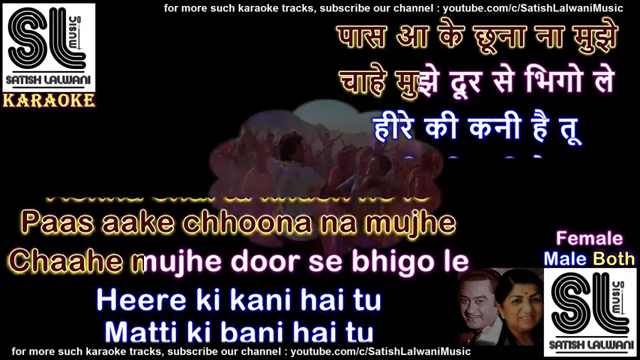 for more such karaoke tracks, subscribe our channel : youtube.com/c/SatishLalwaniMusic
SL
MUSIC
SATISH LALWANI
KARAOKE
पास आ के छूना ना मुझे
चाहे मुझे दूर से भिगो ले
हीरे की कनी है तू
Paas aake chhoona na mujhe
Chaahe mujhe door se bhigo le
Heere ki kani hai tu
Matti ki bani hai tu
Female
Male Both
SL
MUSIC
SATISH LALWANI
for more such karaoke tracks, subscribe our channel : youtube.com/c/SatishLalwaniMusic